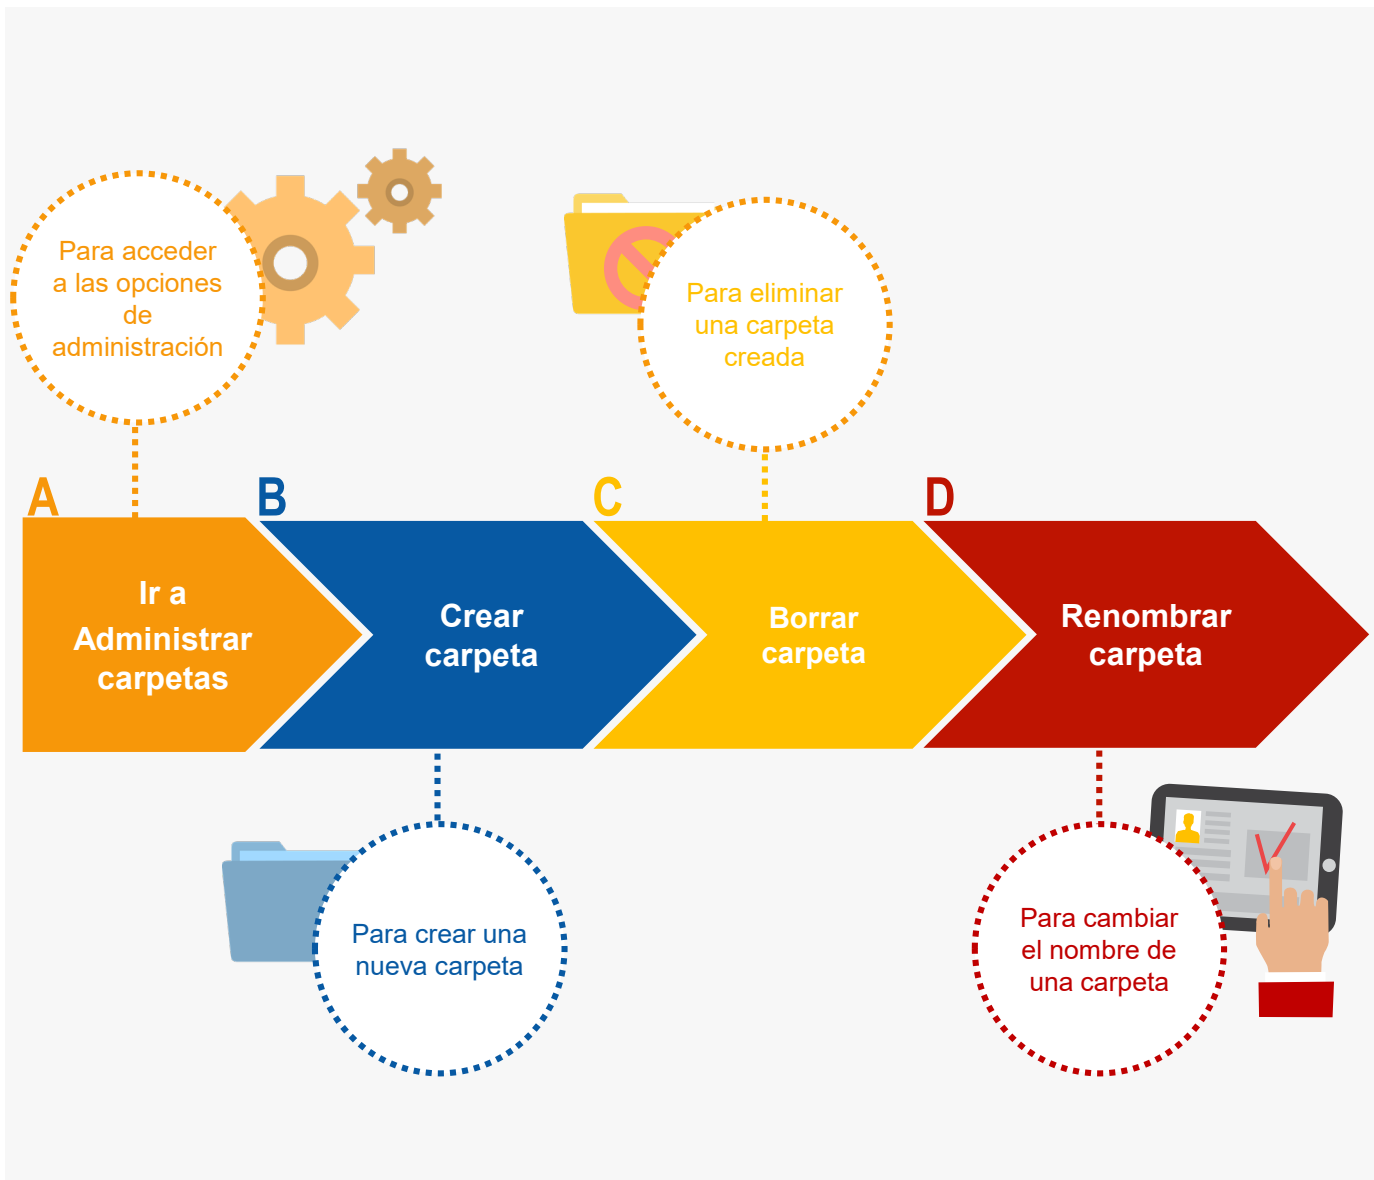 Para acceder
a las opciones
de
administración
Para eliminar
una carpeta
creada
A
B
C
D
Ir a
Administrar
carpetas
Crear
carpeta
Borrar
carpeta
Renombrar
carpeta
Para crear una
nueva carpeta
Para cambiar
el nombre de
una carpeta